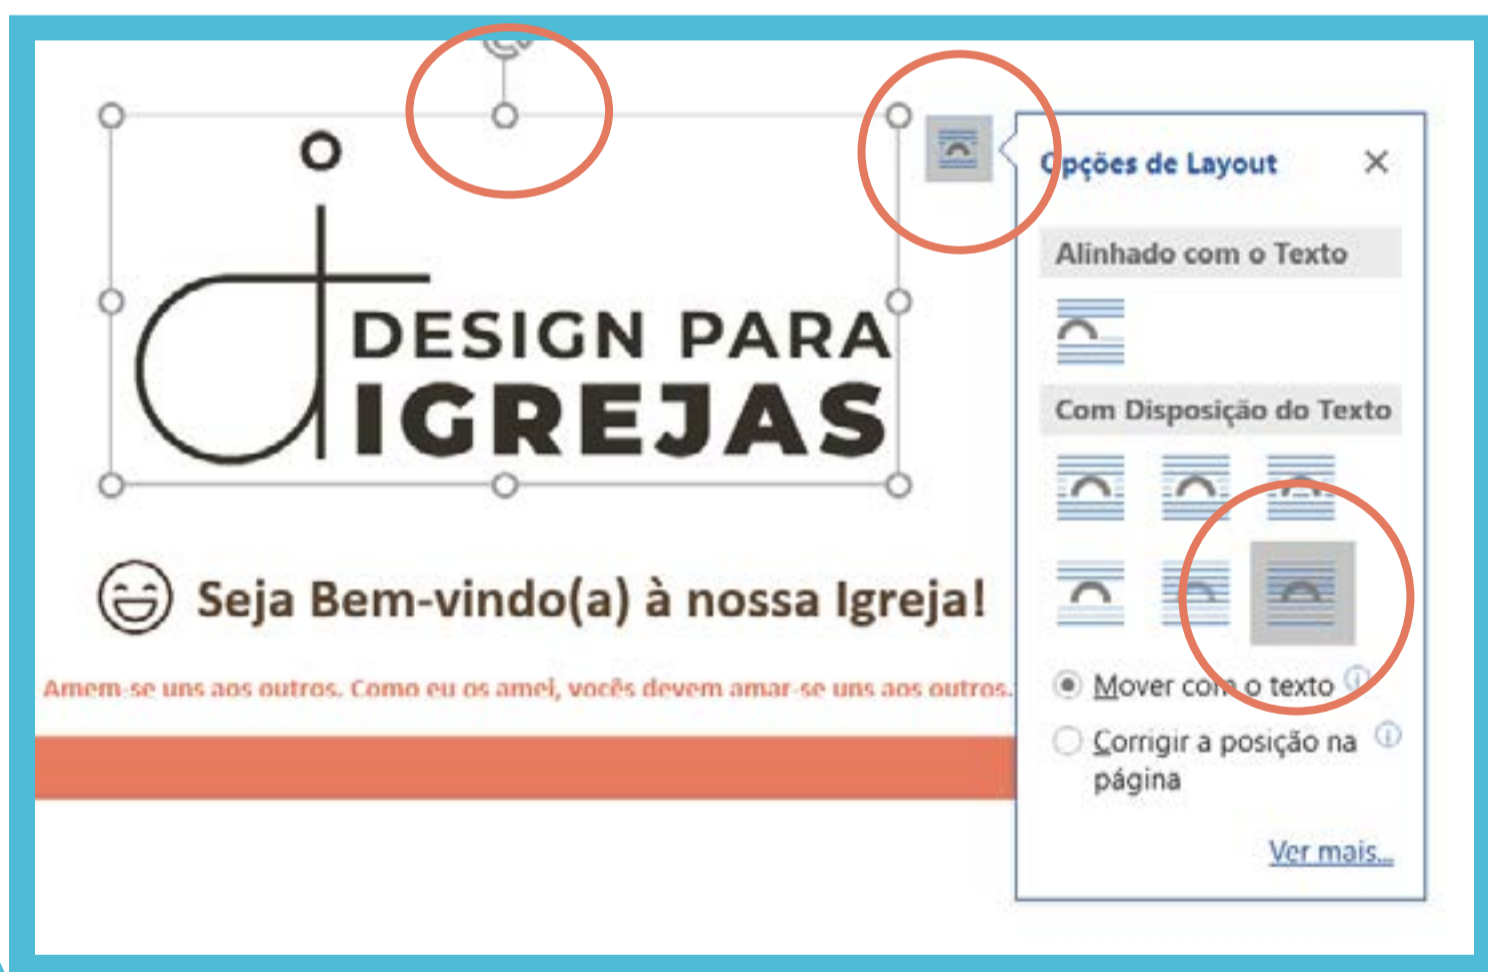 DESIGN PARA
IGREJAS
Seja Bem-vindo(a) à nossa Igreja!
Amem-se uns aos outros. Como eu os amei, vocês devem amar-se uns aos outros.
Opções de Layout
Alinhado com o Texto
Com Disposição do Texto
Mover com o texto
Corrigir a posição na
página
Ver mais...